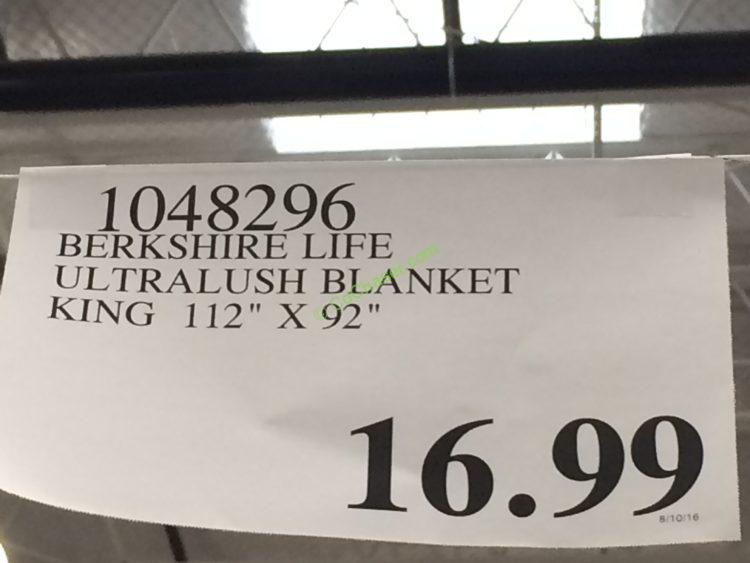 1048296
BERKSHIRE LIFE
ULTRALUSH BLANKET
KING 112" X 92"
16.99
8/10/16